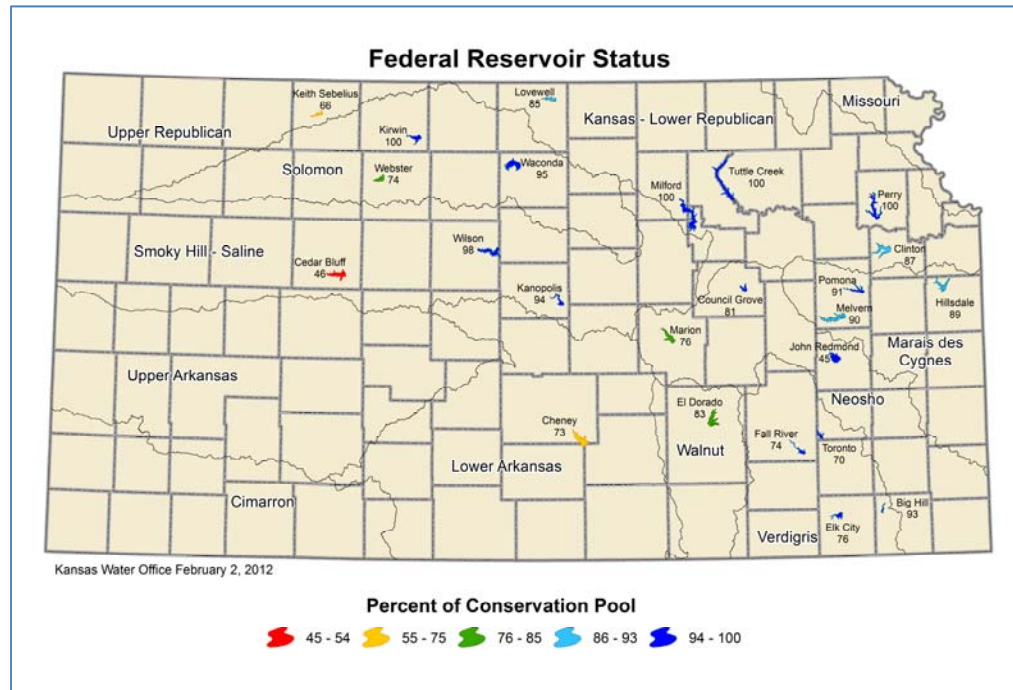 Federal Reservoir Status
Keith Sebelius
66
Lovewell
85
Missouri
Upper Republican
Kirwin
100
Kansas - Lower Republican
Solomon
Webster
74
Waconda
95
Tuttle Creek
100
Milford
100
Perry
100
Smoky Hill - Saline
Wilson
98
Cedar Bluff
46
Clinton
87
Kanopolis
94
Council Grove
81
Pomona
91
Melvern
90
Hillsdale
89
Marion
76
John Redmond
45
Marais des
Cygnes
Upper Arkansas
El Dorado
83
Neosho
Cheney
73
Fall River
74
Toronto
70
Walnut
Lower Arkansas
Cimarron
Big Hill
93
Elk City
76
Verdigris
Kansas Water Office February 2, 2012
Percent of Conservation Pool
45 - 54
55 - 75
76 - 85
86 - 93
94 - 100